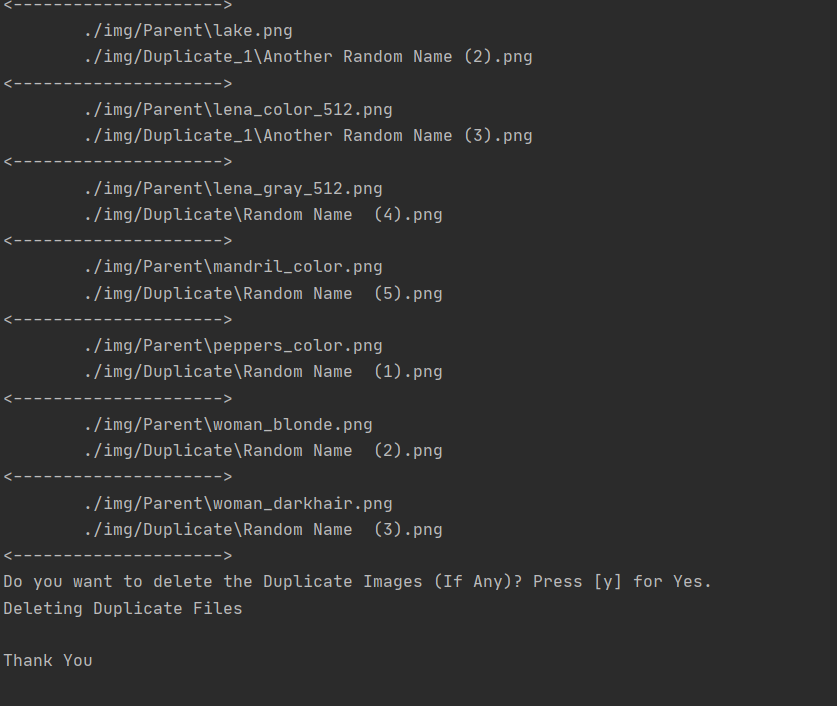 <--------------------->
./img/Parent\lake.png
./img/Duplicate_1\Another Random Name (2).png
<--------------------->
./img/Parent\lena_color_512.png
./img/Duplicate_1\Another Random Name (3).png
<--------------------->
./img/Parent\lena_gray_512.png
./img/Duplicate\Random Name  (4).png
<--------------------->
./img/Parent\mandril_color.png
./img/Duplicate\Random Name  (5).png
<--------------------->
./img/Parent\peppers_color.png
./img/Duplicate\Random Name  (1).png
<--------------------->
./img/Parent\woman_blonde.png
./img/Duplicate\Random Name  (2).png
<--------------------->
./img/Parent\woman_darkhair.png
./img/Duplicate\Random Name  (3).png
<--------------------->
Do you want to delete the Duplicate Images (If Any)? Press [y] for Yes.
Deleting Duplicate Files
Thank You